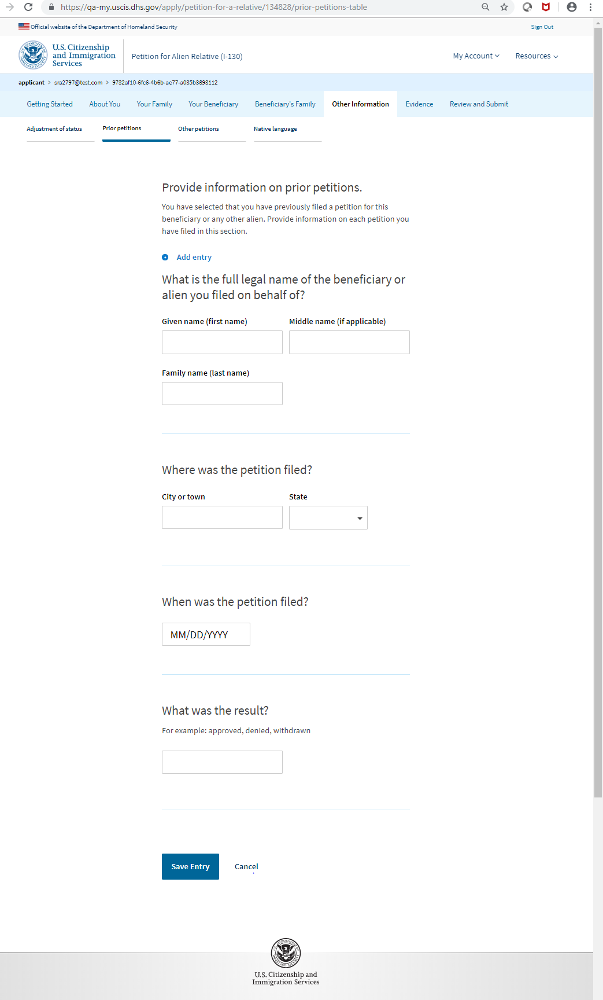 https://qa-my.uscis.dhs.gov/apply/petition-for-a-relative/134828/prior-petitions-table
Official website of the Department of Homeland Security
Sign Out
U.S. Citizenship
and Immigration
Services
Petition for Alien Relative (I-130)
My Account
Resources
applicant > sra2797@test.com > 9732af10-6fc6-4b6b-ae77-a035b3893112
Getting Started
About You
Your Family
Your Beneficiary
Beneficiary's Family
Other Information
Evidence
Review and Submit
Adjustment of status
Prior petitions
Other petitions
Native language
Provide information on prior petitions.
You have selected that you have previously filed a petition for this
beneficiary or any other alien. Provide information on each petition you
have filed in this section.
Add entry
What is the full legal name of the beneficiary or
alien you filed on behalf of?
Given name (first name)
Middle name (if applicable)
Family name (last name)
Where was the petition filed?
City or town
State
When was the petition filed?
MM/DD/YYYY
What was the result?
For example: approved, denied, withdrawn
Save Entry
Cancel
U.S. Citizenship and
Immigration Services